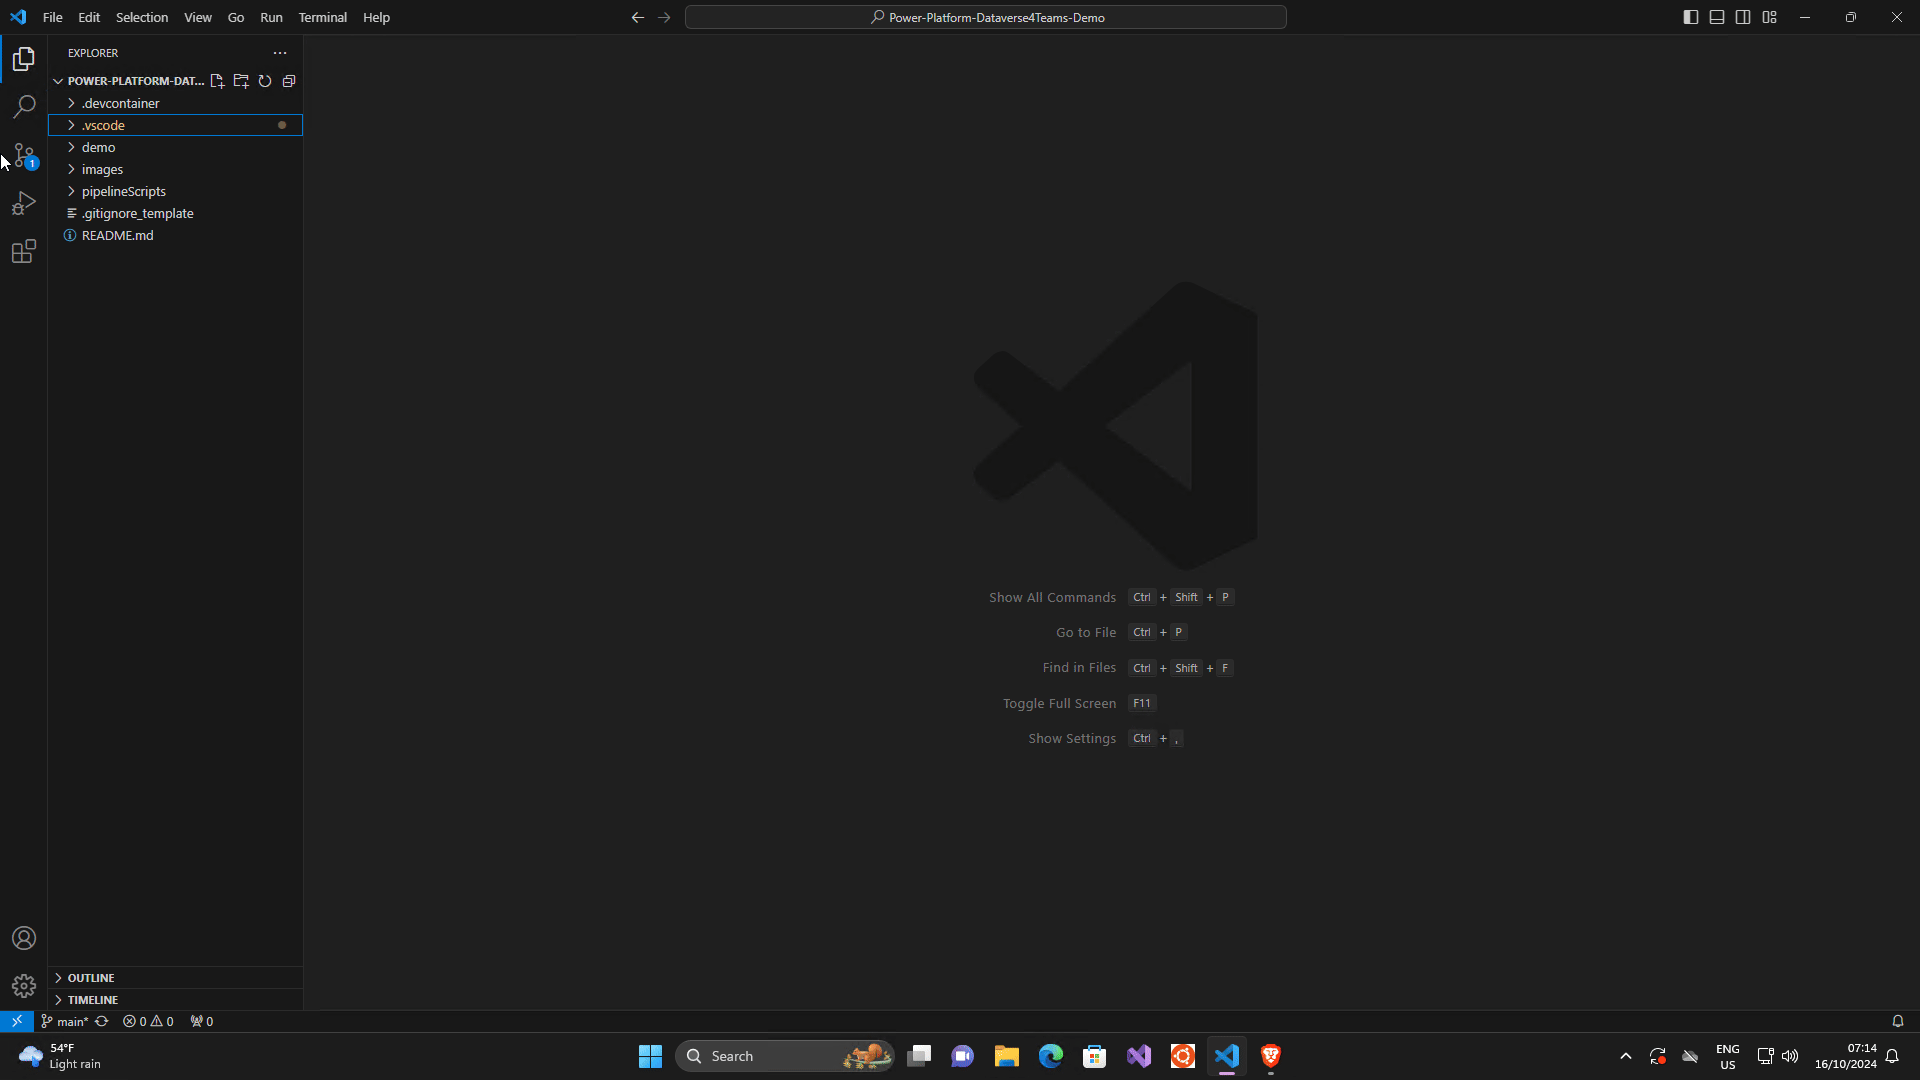 File Edit Selection View Go Run Terminal Help
Power-Platform-Dataverse4Teams-Demo
EXPLORER
POWER-PLATFORM-DAT...
.devcontainer
.vscode
demo
images
pipelineScripts
.gitignore_template
README.md
1
Show All Commands Ctrl + Shift + P
Go to File Ctrl + P
Find in Files Ctrl + Shift + F
Toggle Full Screen F11
Show Settings Ctrl + ,
OUTLINE
TIMELINE
main* 0 0 0
54°F
Light rain
Search
ENG
US
07:14
16/10/2024